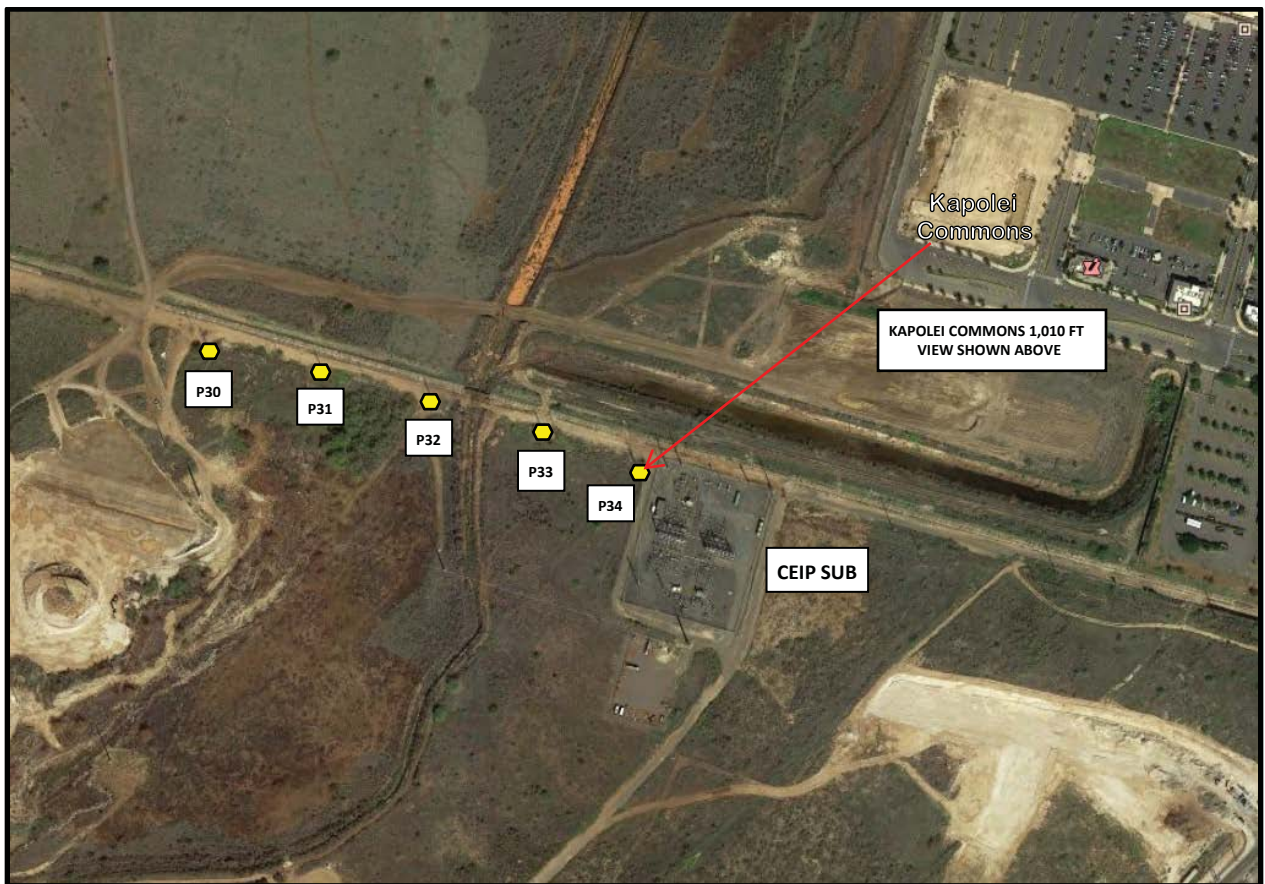 Kapolei
Commons
KAPOLEI COMMONS 1,010 FT
VIEW SHOWN ABOVE
P30
P31
P32
P33
P34
CEIP SUB